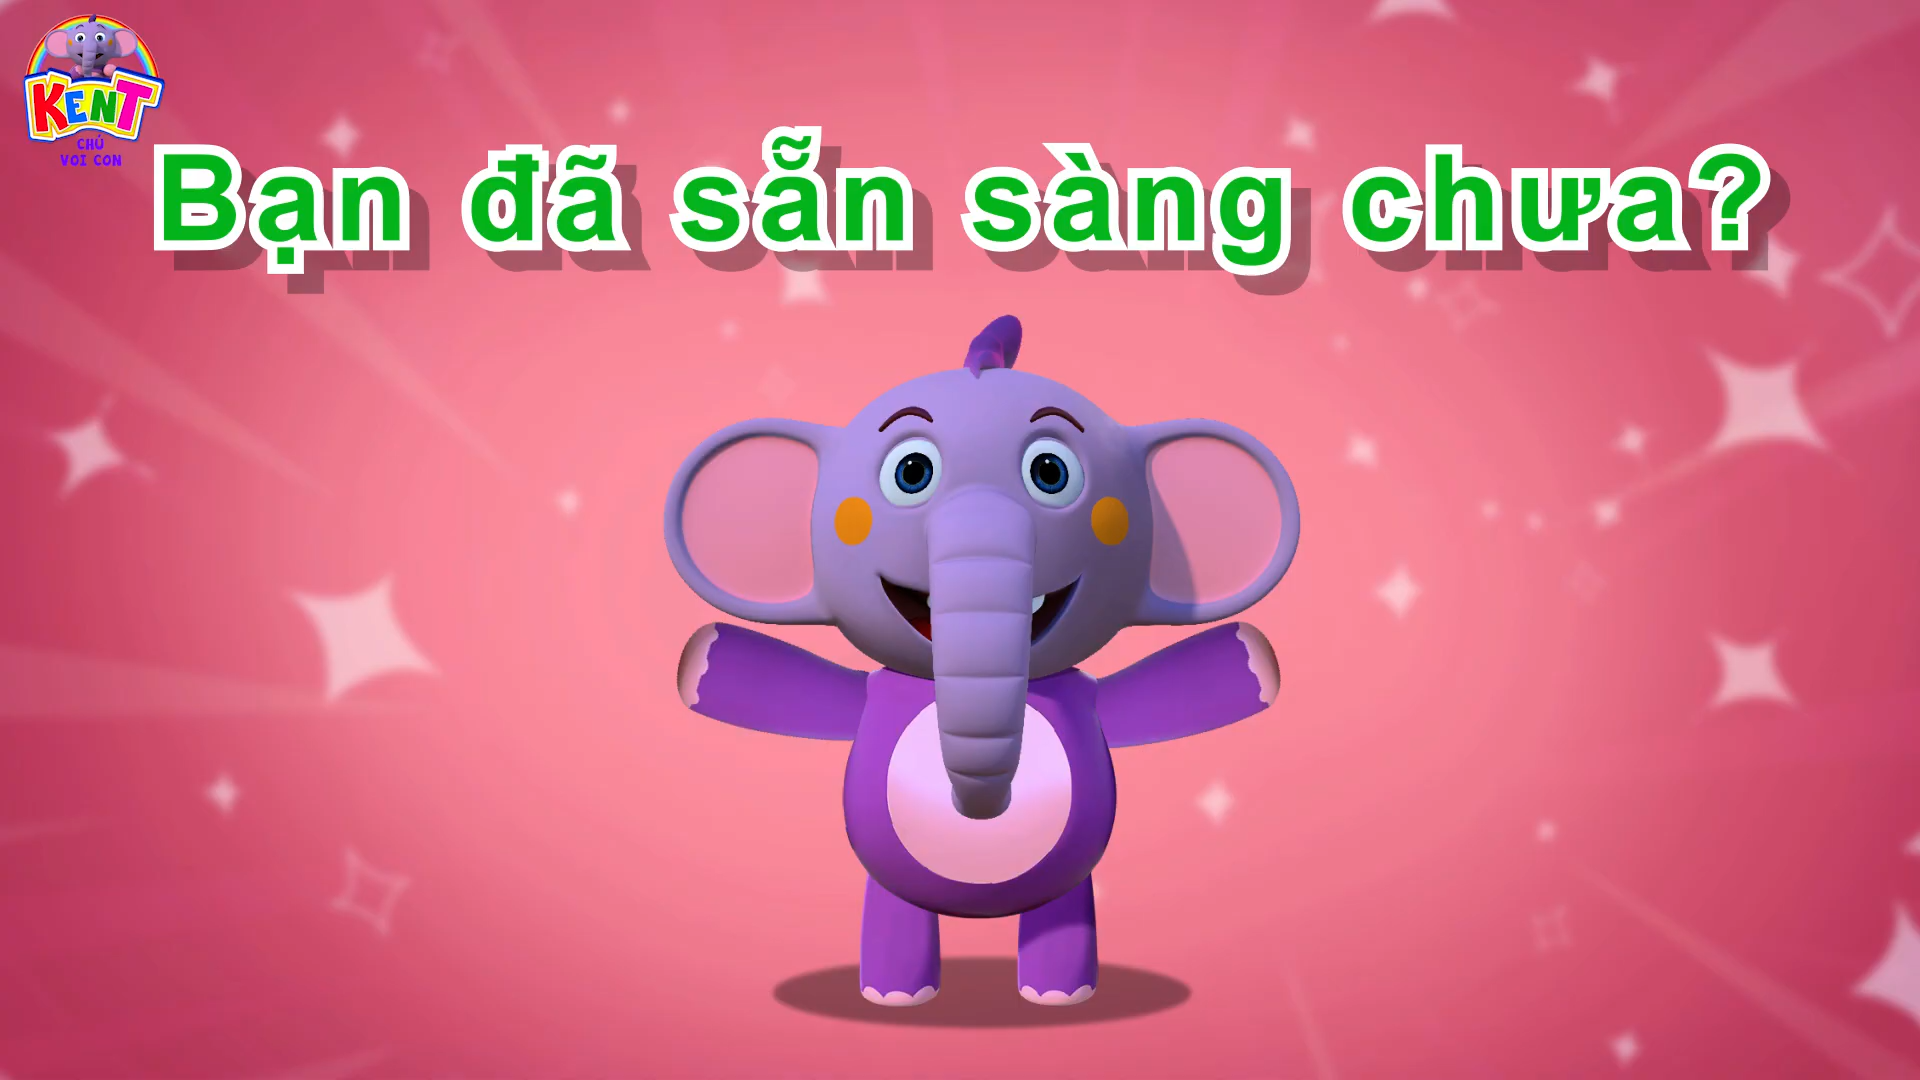 KENT
CHÚ
VOI CON
Bạn đã sẵn sàng chưa?